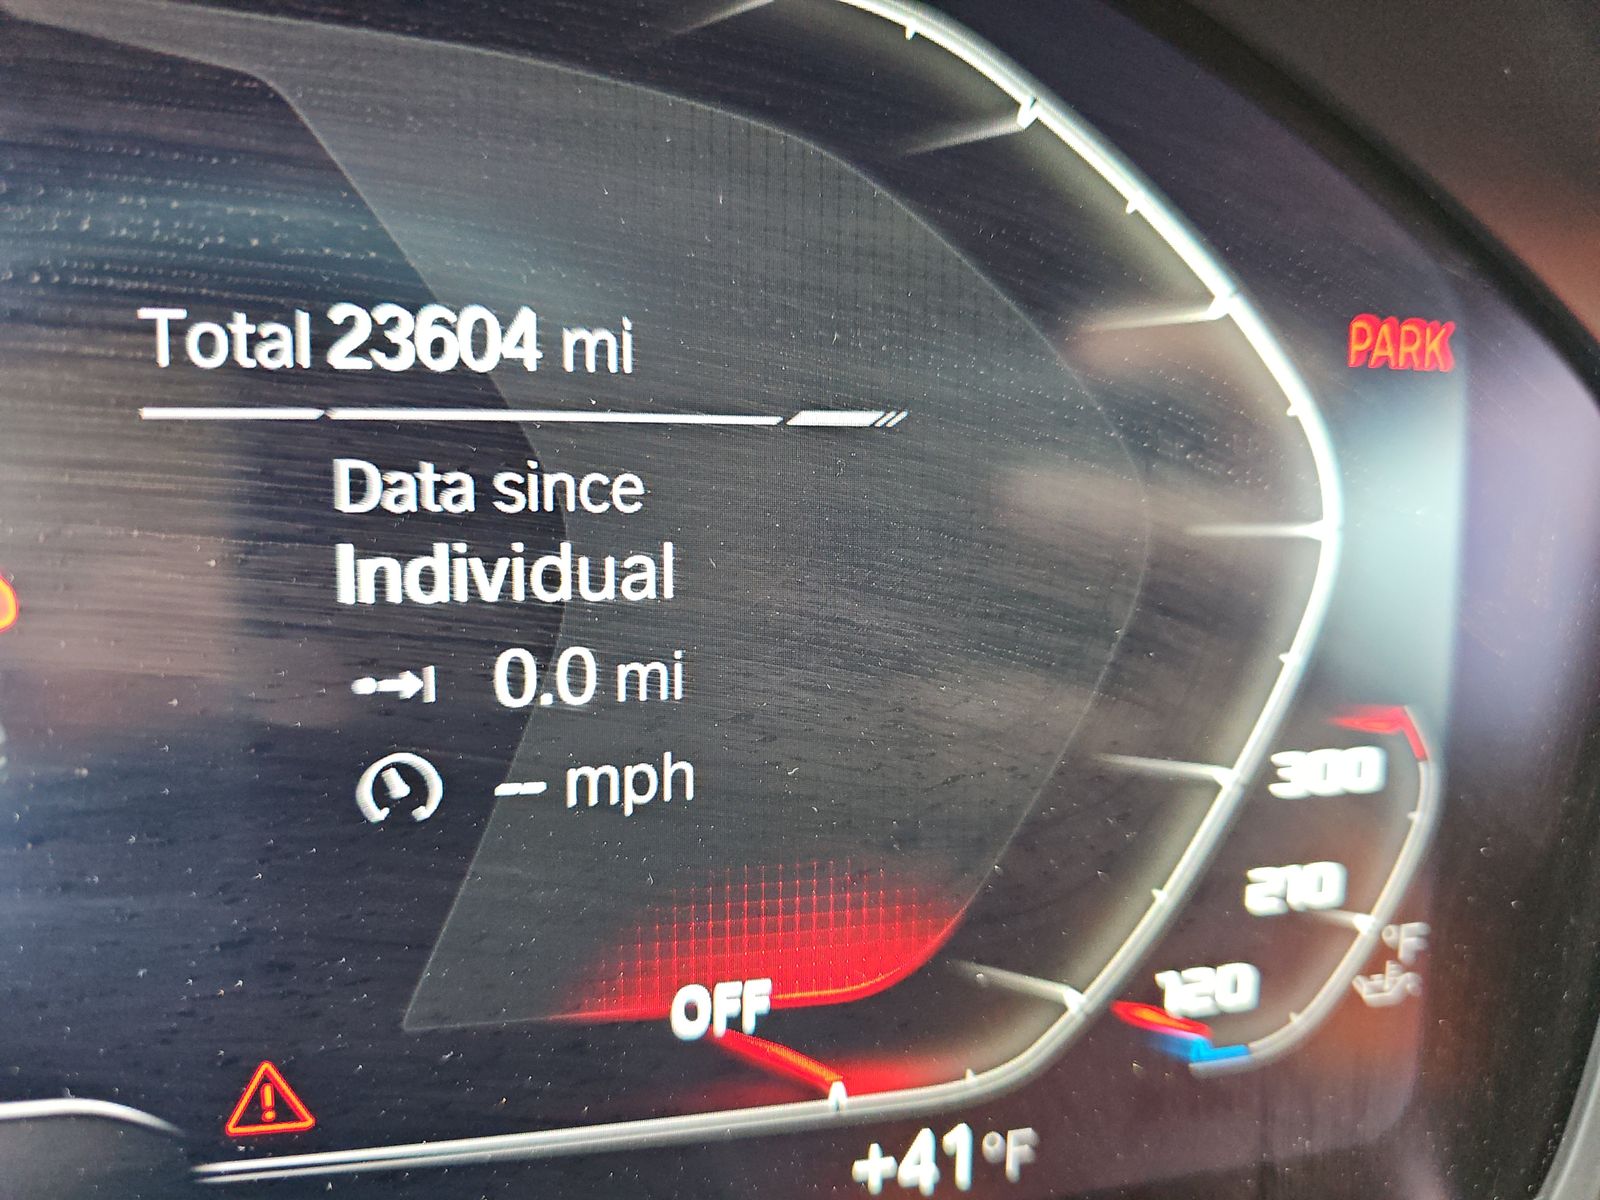 Total 23604 mi
PARK
Data since
Individual
0.0 mi
-- mph
300
210
°F
120
OFF
+41°F